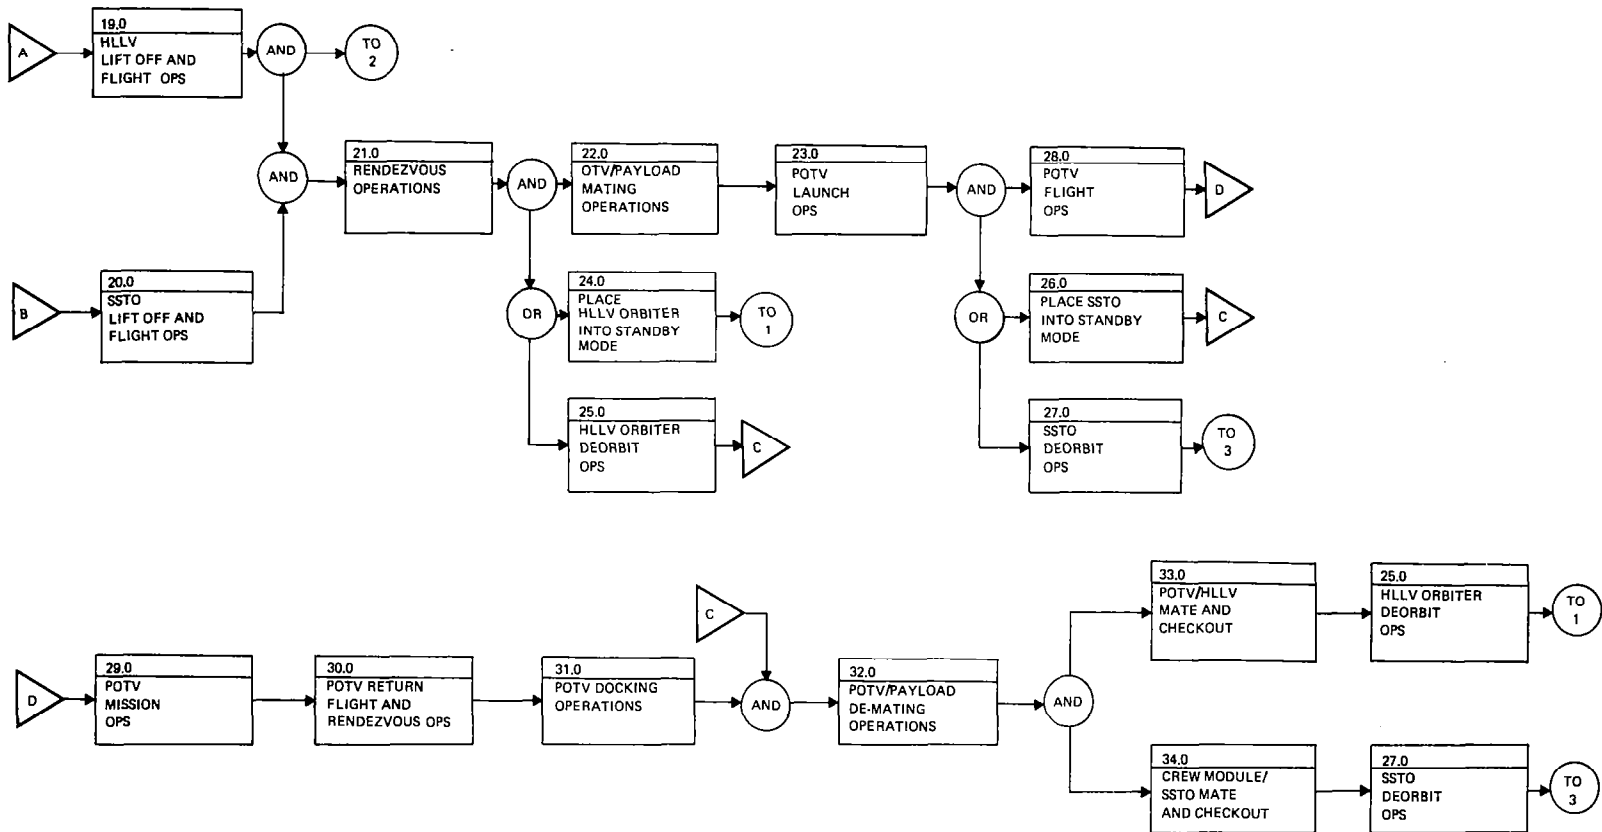 A
19.0
HLLV
LIFT OFF AND
FLIGHT OPS
AND
TO
2
AND
21.0
RENDEZVOUS
OPERATIONS
AND
22.0
OTV/PAYLOAD
MATING
OPERATIONS
23.0
POTV
LAUNCH
OPS
AND
28.0
POTV
FLIGHT
OPS
D
B
20.0
SSTO
LIFT OFF AND
FLIGHT OPS
OR
24.0
PLACE
HLLV ORBITER
INTO STANDBY
MODE
TO
1
OR
26.0
PLACE SSTO
INTO STANDBY
MODE
C
25.0
HLLV ORBITER
DEORBIT
OPS
C
27.0
SSTO
DEORBIT
OPS
TO
3
D
29.0
POTV
MISSION
OPS
30.0
POTV RETURN
FLIGHT AND
RENDEZVOUS OPS
31.0
POTV DOCKING
OPERATIONS
C
AND
32.0
POTV/PAYLOAD
DE-MATING
OPERATIONS
AND
33.0
POTV/HLLV
MATE AND
CHECKOUT
25.0
HLLV ORBITER
DEORBIT
OPS
TO
1
34.0
CREW MODULE/
SSTO MATE
AND CHECKOUT
27.0
SSTO
DEORBIT
OPS
TO
3